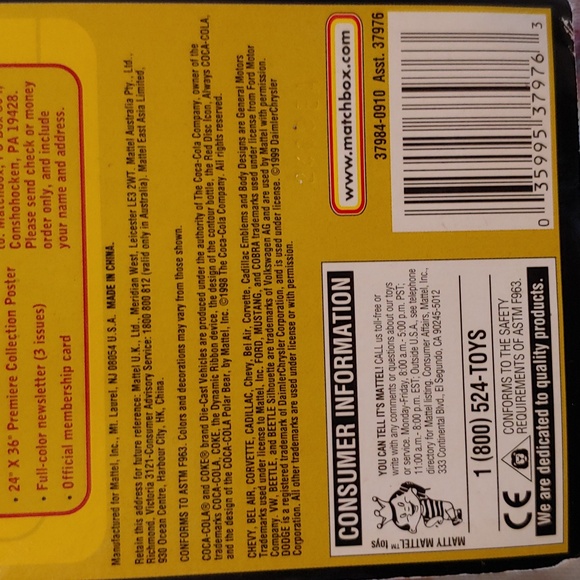 to: Matchbox,
Conshohocken, PA 19428.
Please send check or money
order only, and include
your name and address.
• 24" X 36" Premiere Collection Poster
• Full-color newsletter (3 issues)
• Official membership card
Manufactured for Mattel, Inc., Mt. Laurel, NJ 08054 U.S.A. MADE IN CHINA.
Retain this address for future reference: Mattel U.K., Ltd., Meridian West, Leicester LE3 2WT. Mattel Australia Pty., Ltd.,
Richmond, Victoria 3121-Consumer Advisory Service: 1800 800 812 (valid only in Australia). Mattel East Asia Limited,
930 Ocean Centre, Harbour City, HK, China.
CONFORMS TO ASTM F963. Colors and decorations may vary from those shown.
COCA-COLA® and COKE® brand Die-Cast Vehicles are produced under the authority of The Coca-Cola Company, owner of the
trademarks COCA-COLA, COKE, the Dynamic Ribbon device, the design of the contour bottle, the Red Disc Icon, Always COCA-COLA,
and the design of the COCA-COLA Polar Bear, by Mattel, Inc. ©1998 The Coca-Cola Company. All rights reserved.
CHEVY, BEL AIR, CORVETTE, CADILLAC, Chevy, Bel Air, Corvette, Cadillac Emblems and Body Designs are General Motors
Trademarks used under license to Mattel, Inc. FORD, MUSTANG, and COBRA trademarks used under license from Ford Motor
Company. VW, BEETLE, and BEETLE Silhouette are trademarks of Volkswagen AG and are used by Mattel with permission.
DODGE is a registered trademark of DaimlerChrysler Corporation, and is used under license. ©1999 DaimlerChrysler
Corporation. All other trademarks are used under license or with permission.
www.matchbox.com
37984-0910 Asst. 37976
0 35995 37976 3
CONSUMER INFORMATION
YOU CAN TELL IT'S MATTEL! CALL us toll-free or
write with any comments or questions about our toys
or service. Monday-Friday, 8:00 a.m.- 5:00 p.m. PST;
11:00 a.m.- 8:00 p.m. EST; Outside U.S.A., see telephone
directory for Mattel listing. Consumer Affairs, Mattel, Inc.,
333 Continental Blvd., El Segundo, CA 90245-5012
MATTY MATTEL™ toys
1 (800) 524-TOYS
CE
CONFORMS TO THE SAFETY
REQUIREMENTS OF ASTM F963.
We are dedicated to quality products.